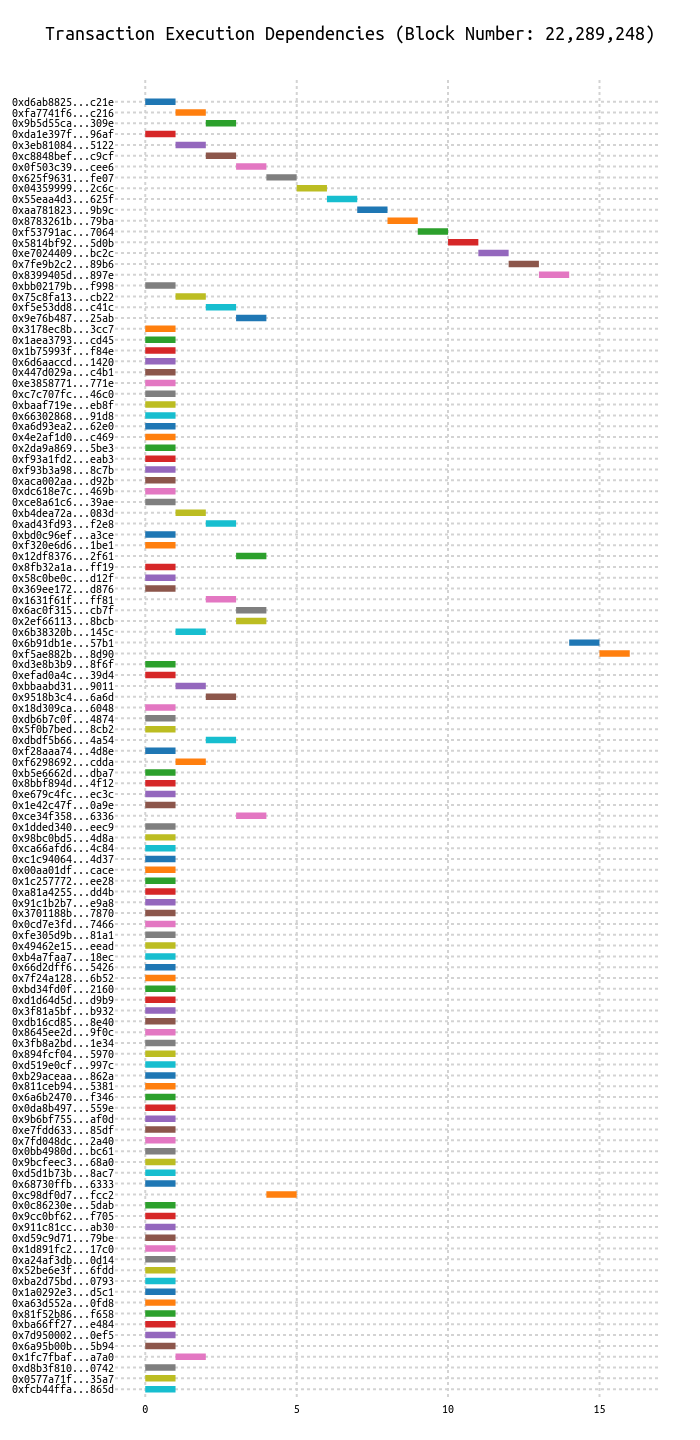 Transaction Execution Dependencies (Block Number: 22,289,248)
0xd6ab8825...c21e
0xfa7741f6...c216
0x9b5d55ca...309e
0xda1e397f...96af
0x3eb81084...5122
0xc8848bef...c9cf
0x0f503c39...cee6
0x625f9631...fe07
0x04359999...2c6c
0x55eaa4d3...625f
0xaa781823...9b9c
0x8783261b...79ba
0xf53791ac...7064
0x5814bf92...5d0b
0xe7024409...bc2c
0x7fe9b2c2...89b6
0x8399405d...897e
0xbb02179b...f998
0x75c8fa13...cb22
0xf5e53dd8...c41c
0x9e76b487...25ab
0x3178ec8b...3cc7
0x1aea3793...cd45
0x1b75993f...f84e
0x6d6aaccd...1420
0x447d029a...c4b1
0xe3858771...771e
0xc7c707fc...46c0
0xbaaf719e...eb8f
0x66302868...91d8
0xa6d93ea2...62e0
0x4e2af1d0...c469
0x2da9a869...5be3
0xf93a1fd2...eab3
0xf93b3a98...8c7b
0xaca002aa...d92b
0xdc618e7c...469b
0xce8a61c6...39ae
0xb4dea72a...083d
0xad43fd93...f2e8
0xbd0c96ef...a3ce
0xf320e6d6...1be1
0x12df8376...2f61
0x8fb32a1a...ff19
0x58c0be0c...d12f
0x369ee172...d876
0x1631f61f...ff81
0x6ac0f315...cb7f
0x2ef66113...8bcb
0x6b38320b...145c
0x6b91db1e...57b1
0xf5ae882b...8d90
0xd3e8b3b9...8f6f
0xefad0a4c...39d4
0xbbaabd31...9011
0x9518b3c4...6a6d
0x18d309ca...6048
0xdb6b7c0f...4874
0x5f0b7bed...8cb2
0xdbdf5b66...4a54
0xf28aaa74...4d8e
0xf6298692...cdda
0xb5e6662d...dba7
0x8bbf894d...4f12
0xe679c4fc...ec3c
0x1e42c47f...0a9e
0xce34f358...6336
0x1dded340...eec9
0x98bc0bd5...4d8a
0xca66afd6...4c84
0xc1c94064...4d37
0x00aa01df...cace
0x1c257772...ee28
0xa81a4255...dd4b
0x91c1b2b7...e9a8
0x3701188b...7870
0x0cd7e3fd...7466
0xfe305d9b...81a1
0x49462e15...eead
0xb4a7faa7...18ec
0x66d2dff6...5426
0x7f24a128...6b52
0xbd34fd0f...2160
0xd1d64d5d...d9b9
0x3f81a5bf...b932
0xdb16cd85...8e40
0x8645ee2d...9f0c
0x3fb8a2bd...1e34
0x894fcf04...5970
0xd519e0cf...997c
0xb29aceaa...862a
0x811ceb94...5381
0x6a6b2470...f346
0x0da8b497...559e
0x9b6bf755...af0d
0xe7fdd633...85df
0x7fd048dc...2a40
0x0bb4980d...bc61
0x9bcfeec3...68a0
0xd5d1b73b...8ac7
0x68730ffb...6333
0xc98df0d7...fcc2
0x0c86230e...5dab
0x9cc0bf62...f705
0x911c81cc...ab30
0xd59c9d71...79be
0x1d891fc2...17c0
0xa24af3db...0d14
0x52be6e3f...6fdd
0xba2d75bd...0793
0x1a0292e3...d5c1
0xa63d552a...0fd8
0x81f52b86...f658
0xba66ff27...e484
0x7d950002...0ef5
0x6a95b00b...5b94
0x1fc7fbaf...a7a0
0xd8b3f810...0742
0x0577a71f...35a7
0xfcb44ffa...865d
0 5 10 15